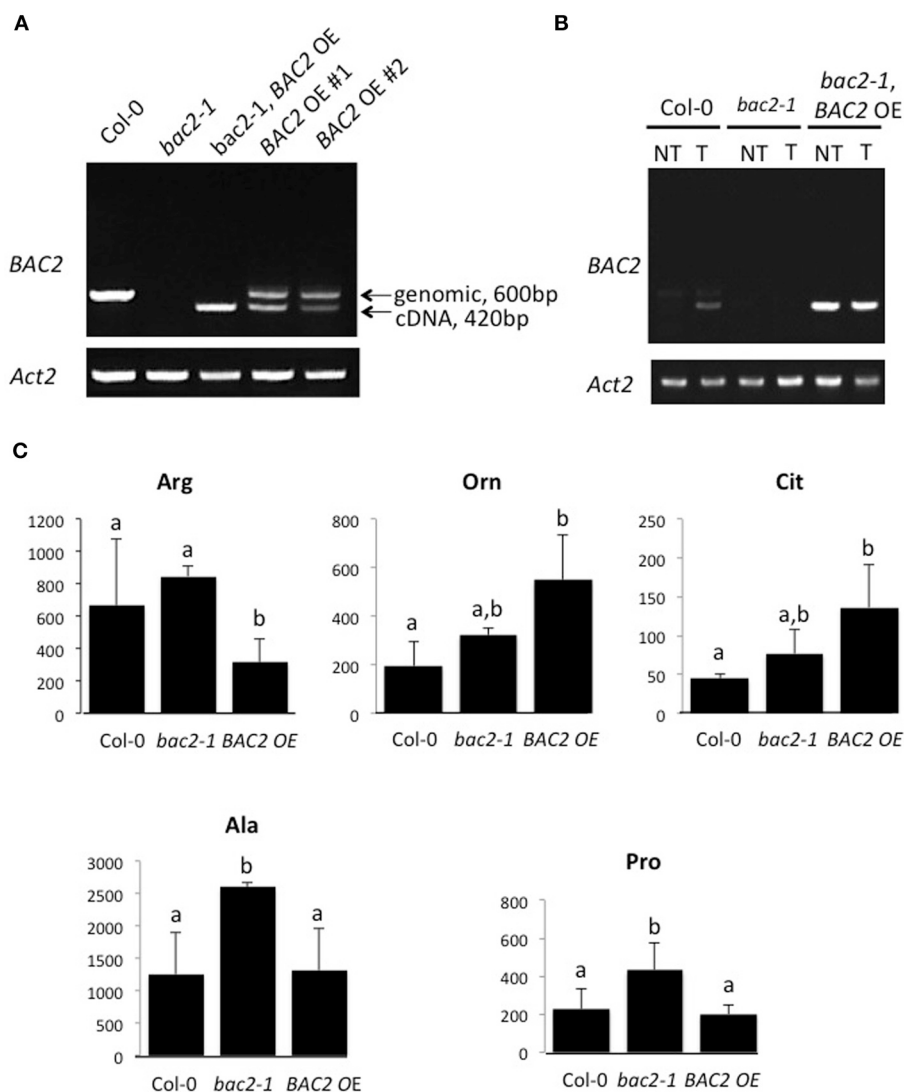 A
Col-0
bac2-1
bac2-1, BAC2 OE
BAC2 OE #1
BAC2 OE #2
BAC2
genomic, 600bp
cDNA, 420bp
Act2
B
Col-0
bac2-1
bac2-1,
BAC2 OE
NT T NT T NT T
BAC2
Act2
C
Arg
1200
1000
800
600
400
200
0
a
a
b
Col-0 bac2-1 BAC2 OE
Orn
800
600
400
200
0
a
a,b
b
Col-0 bac2-1 BAC2 OE
Cit
250
200
150
100
50
0
a
a,b
b
Col-0 bac2-1 BAC2 OE
Ala
3000
2500
2000
1500
1000
500
0
a
b
a
Col-0 bac2-1 BAC2 OE
Pro
800
600
400
200
0
a
b
a
Col-0 bac2-1 BAC2 OE